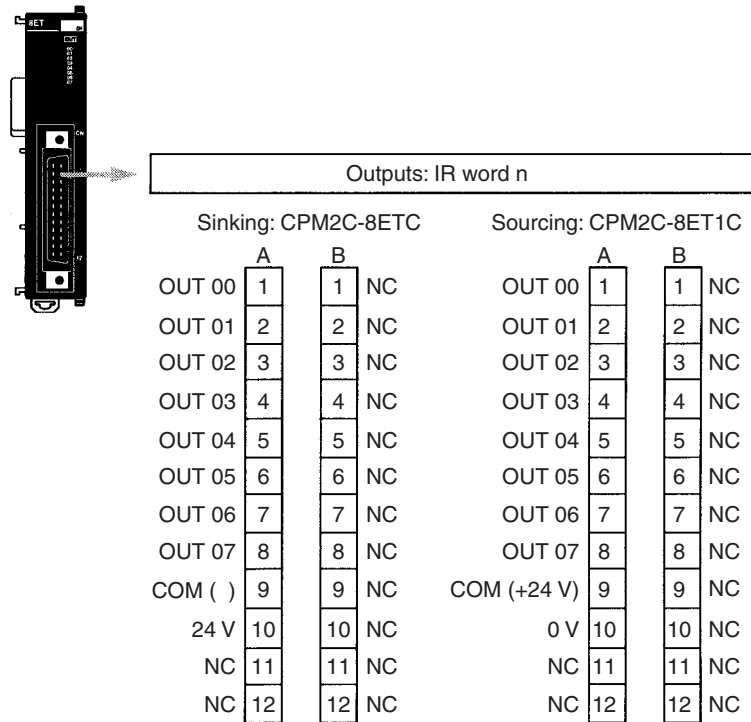 8ET
CN
Outputs: IR word n
Sinking: CPM2C-8ETC Sourcing: CPM2C-8ET1C
A B A B
OUT 00 1 1 NC OUT 00 1 1 NC
OUT 01 2 2 NC OUT 01 2 2 NC
OUT 02 3 3 NC OUT 02 3 3 NC
OUT 03 4 4 NC OUT 03 4 4 NC
OUT 04 5 5 NC OUT 04 5 5 NC
OUT 05 6 6 NC OUT 05 6 6 NC
OUT 06 7 7 NC OUT 06 7 7 NC
OUT 07 8 8 NC OUT 07 8 8 NC
COM ( ) 9 9 NC COM (+24 V) 9 9 NC
24 V 10 10 NC 0 V 10 10 NC
NC 11 11 NC NC 11 11 NC
NC 12 12 NC NC 12 12 NC